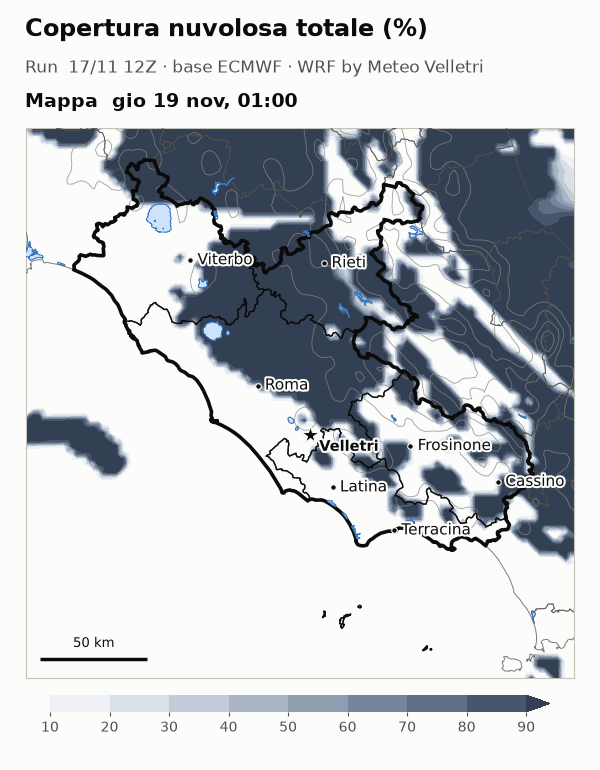 Copertura nuvolosa totale (%)
Run 17/11 12Z · base ECMWF · WRF by Meteo Velletri
Mappa gio 19 nov, 01:00
Viterbo
Rieti
Roma
Velletri
Frosinone
Latina
Cassino
Terracina
50 km
10 20 30 40 50 60 70 80 90